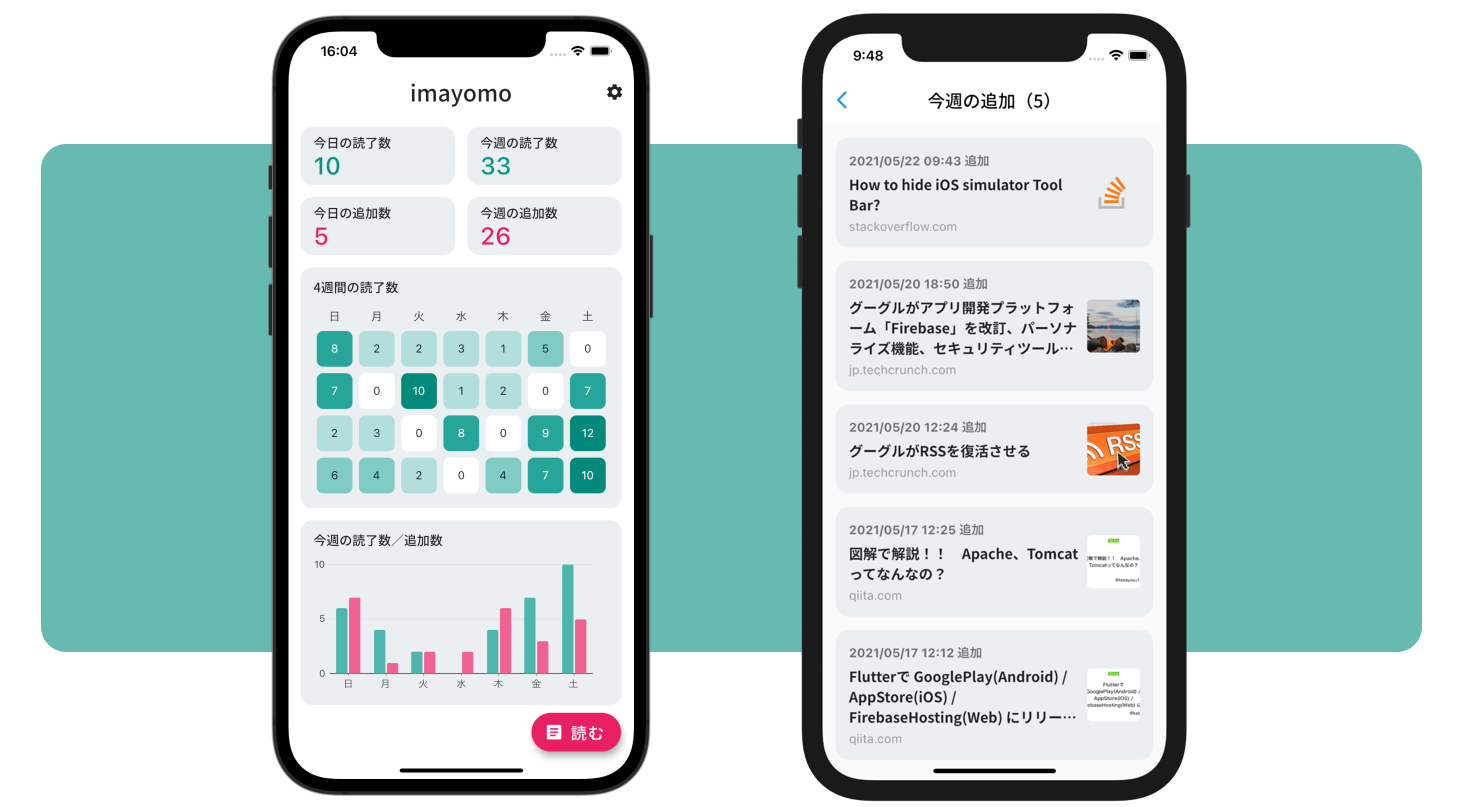 16:04
imayomo
今日の読了数
10
今週の読了数
33
今日の追加数
5
今週の追加数
26
4週間の読了数
日 月 火 水 木 金 土
8 2 2 3 1 5 0
7 0 10 1 2 0 7
2 3 0 8 0 9 12
6 4 2 0 4 7 10
今週の読了数／追加数
10
5
0
日 月 火 水 木 金 土
読む
9:48
今週の追加（5）
2021/05/22 09:43 追加
How to hide iOS simulator Tool
Bar?
stackoverflow.com
2021/05/20 18:50 追加
グーグルがアプリ開発プラットフォ
ーム「Firebase」を改訂、パーソナ
ライズ機能、セキュリティツール…
jp.techcrunch.com
2021/05/20 12:24 追加
グーグルがRSSを復活させる
jp.techcrunch.com
RSS
2021/05/17 12:25 追加
図解で解説！！　Apache、Tomcat
ってなんなの？
qiita.com
2021/05/17 12:12 追加
Flutterで GooglePlay(Android) /
AppStore(iOS) /
FirebaseHosting(Web) にリリー…
qiita.com
Flutterで
GooglePlay(Android) /
AppStore(iOS) /